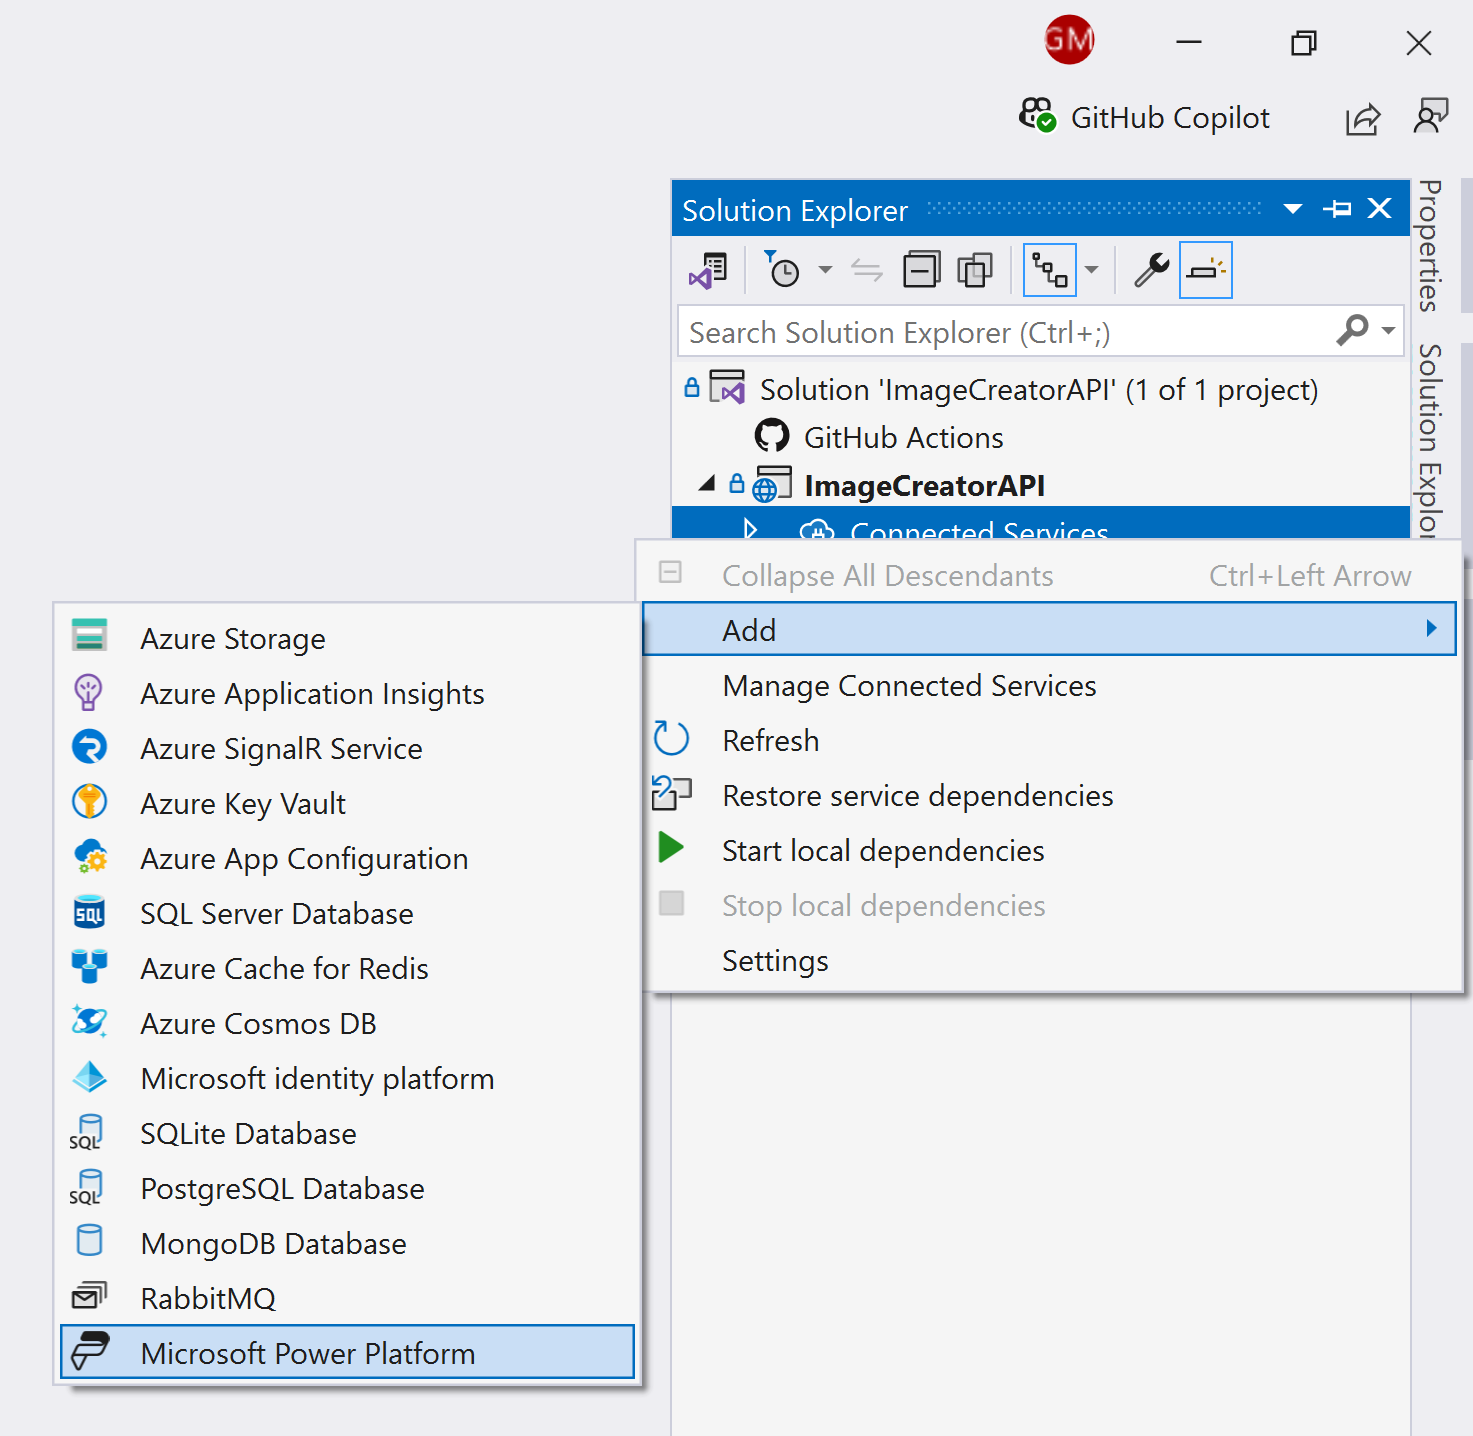 GM
GitHub Copilot
Solution Explorer
Properties
Search Solution Explorer (Ctrl+;)
Solution Explor
Solution 'ImageCreatorAPI' (1 of 1 project)
GitHub Actions
ImageCreatorAPI
Connected Services
Collapse All Descendants Ctrl+Left Arrow
Add
Manage Connected Services
Refresh
Restore service dependencies
Start local dependencies
Stop local dependencies
Settings
Azure Storage
Azure Application Insights
Azure SignalR Service
Azure Key Vault
Azure App Configuration
SQL SQL Server Database
Azure Cache for Redis
Azure Cosmos DB
Microsoft identity platform
SQL SQLite Database
SQL PostgreSQL Database
MongoDB Database
RabbitMQ
Microsoft Power Platform